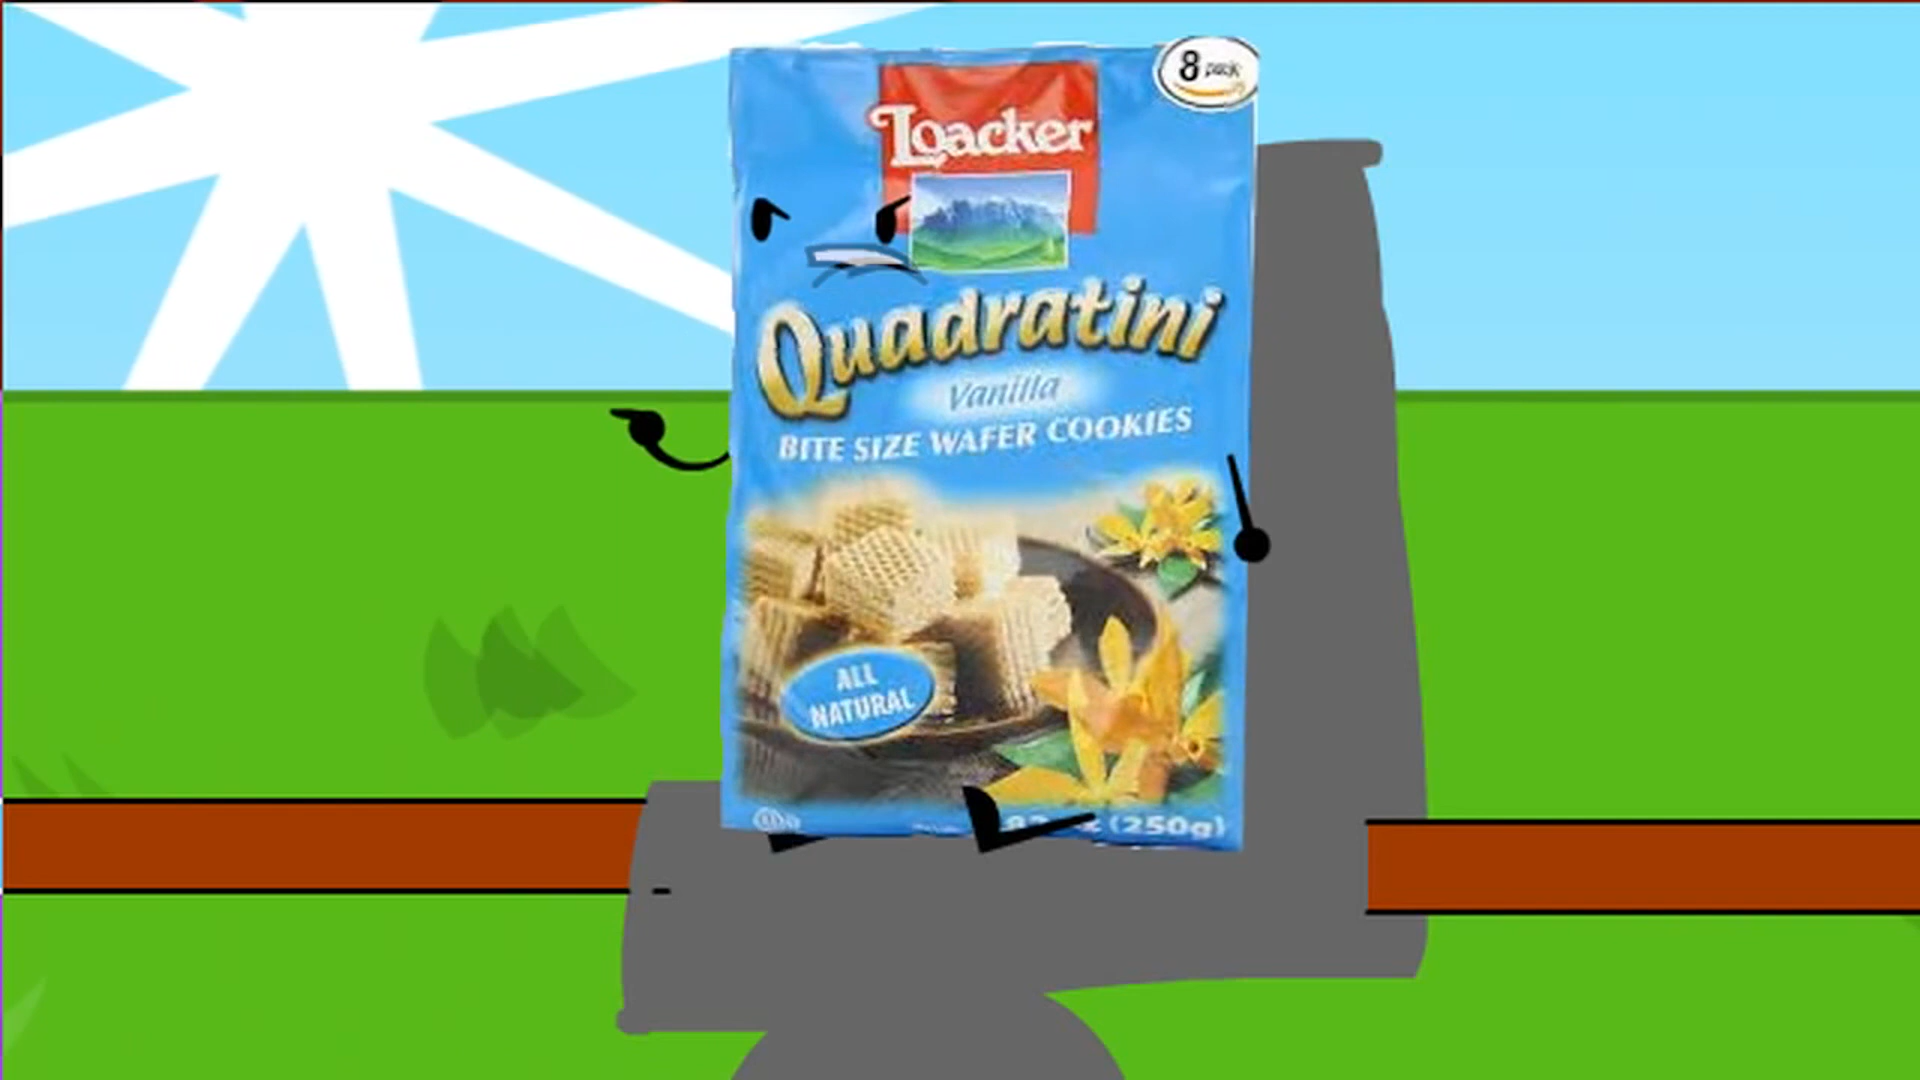 8 pack
Loacker
Quadratini
Vanilla
BITE SIZE WAFER COOKIES
ALL
NATURAL
(250g)